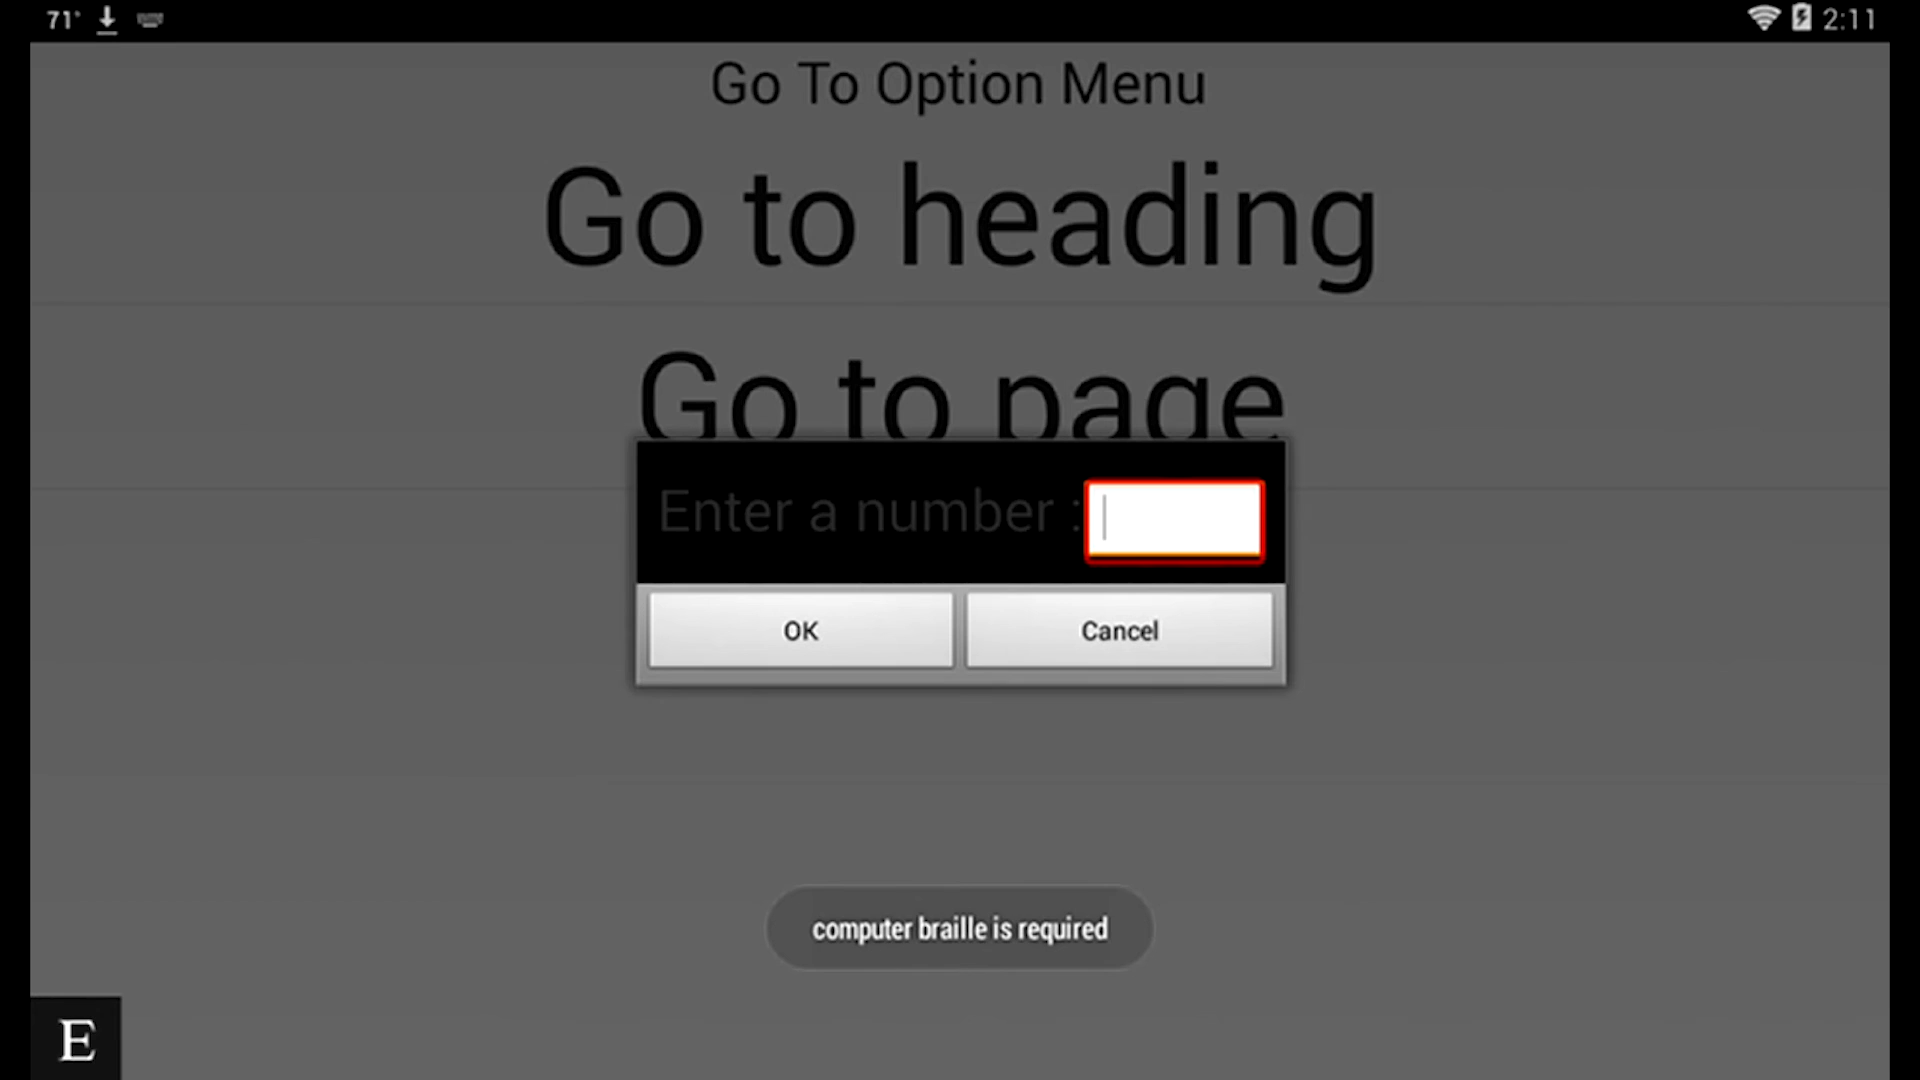 71° 2:11
Go To Option Menu
Go to heading
Go to page
Enter a number :
OK Cancel
computer braille is required
E